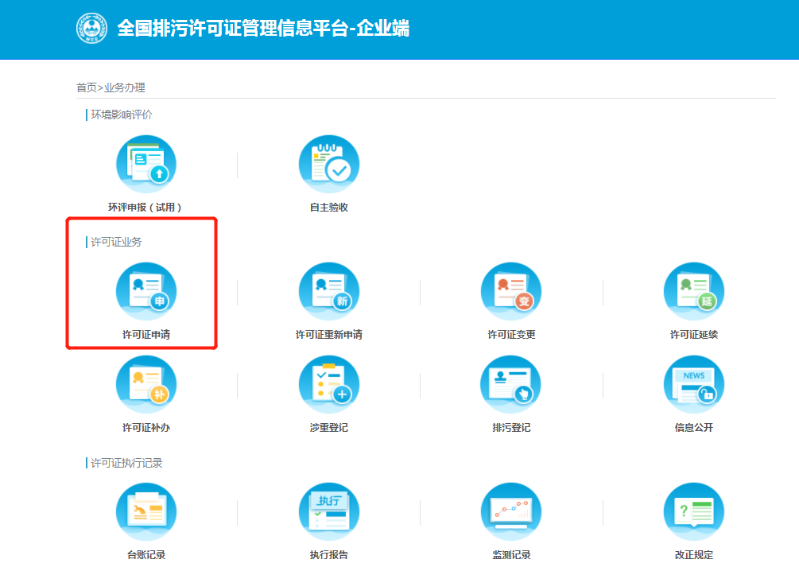 全国排污许可证管理信息平台-企业端
首页>业务办理
环境影响评价
环评申报（试用） 自主验收
许可证业务
申 新 变 延
许可证申请 许可证重新申请 许可证变更 许可证延续
补 NEWS
许可证补办 涉重登记 排污登记 信息公开
许可证执行记录
执行
台账记录 执行报告 监测记录 改正规定